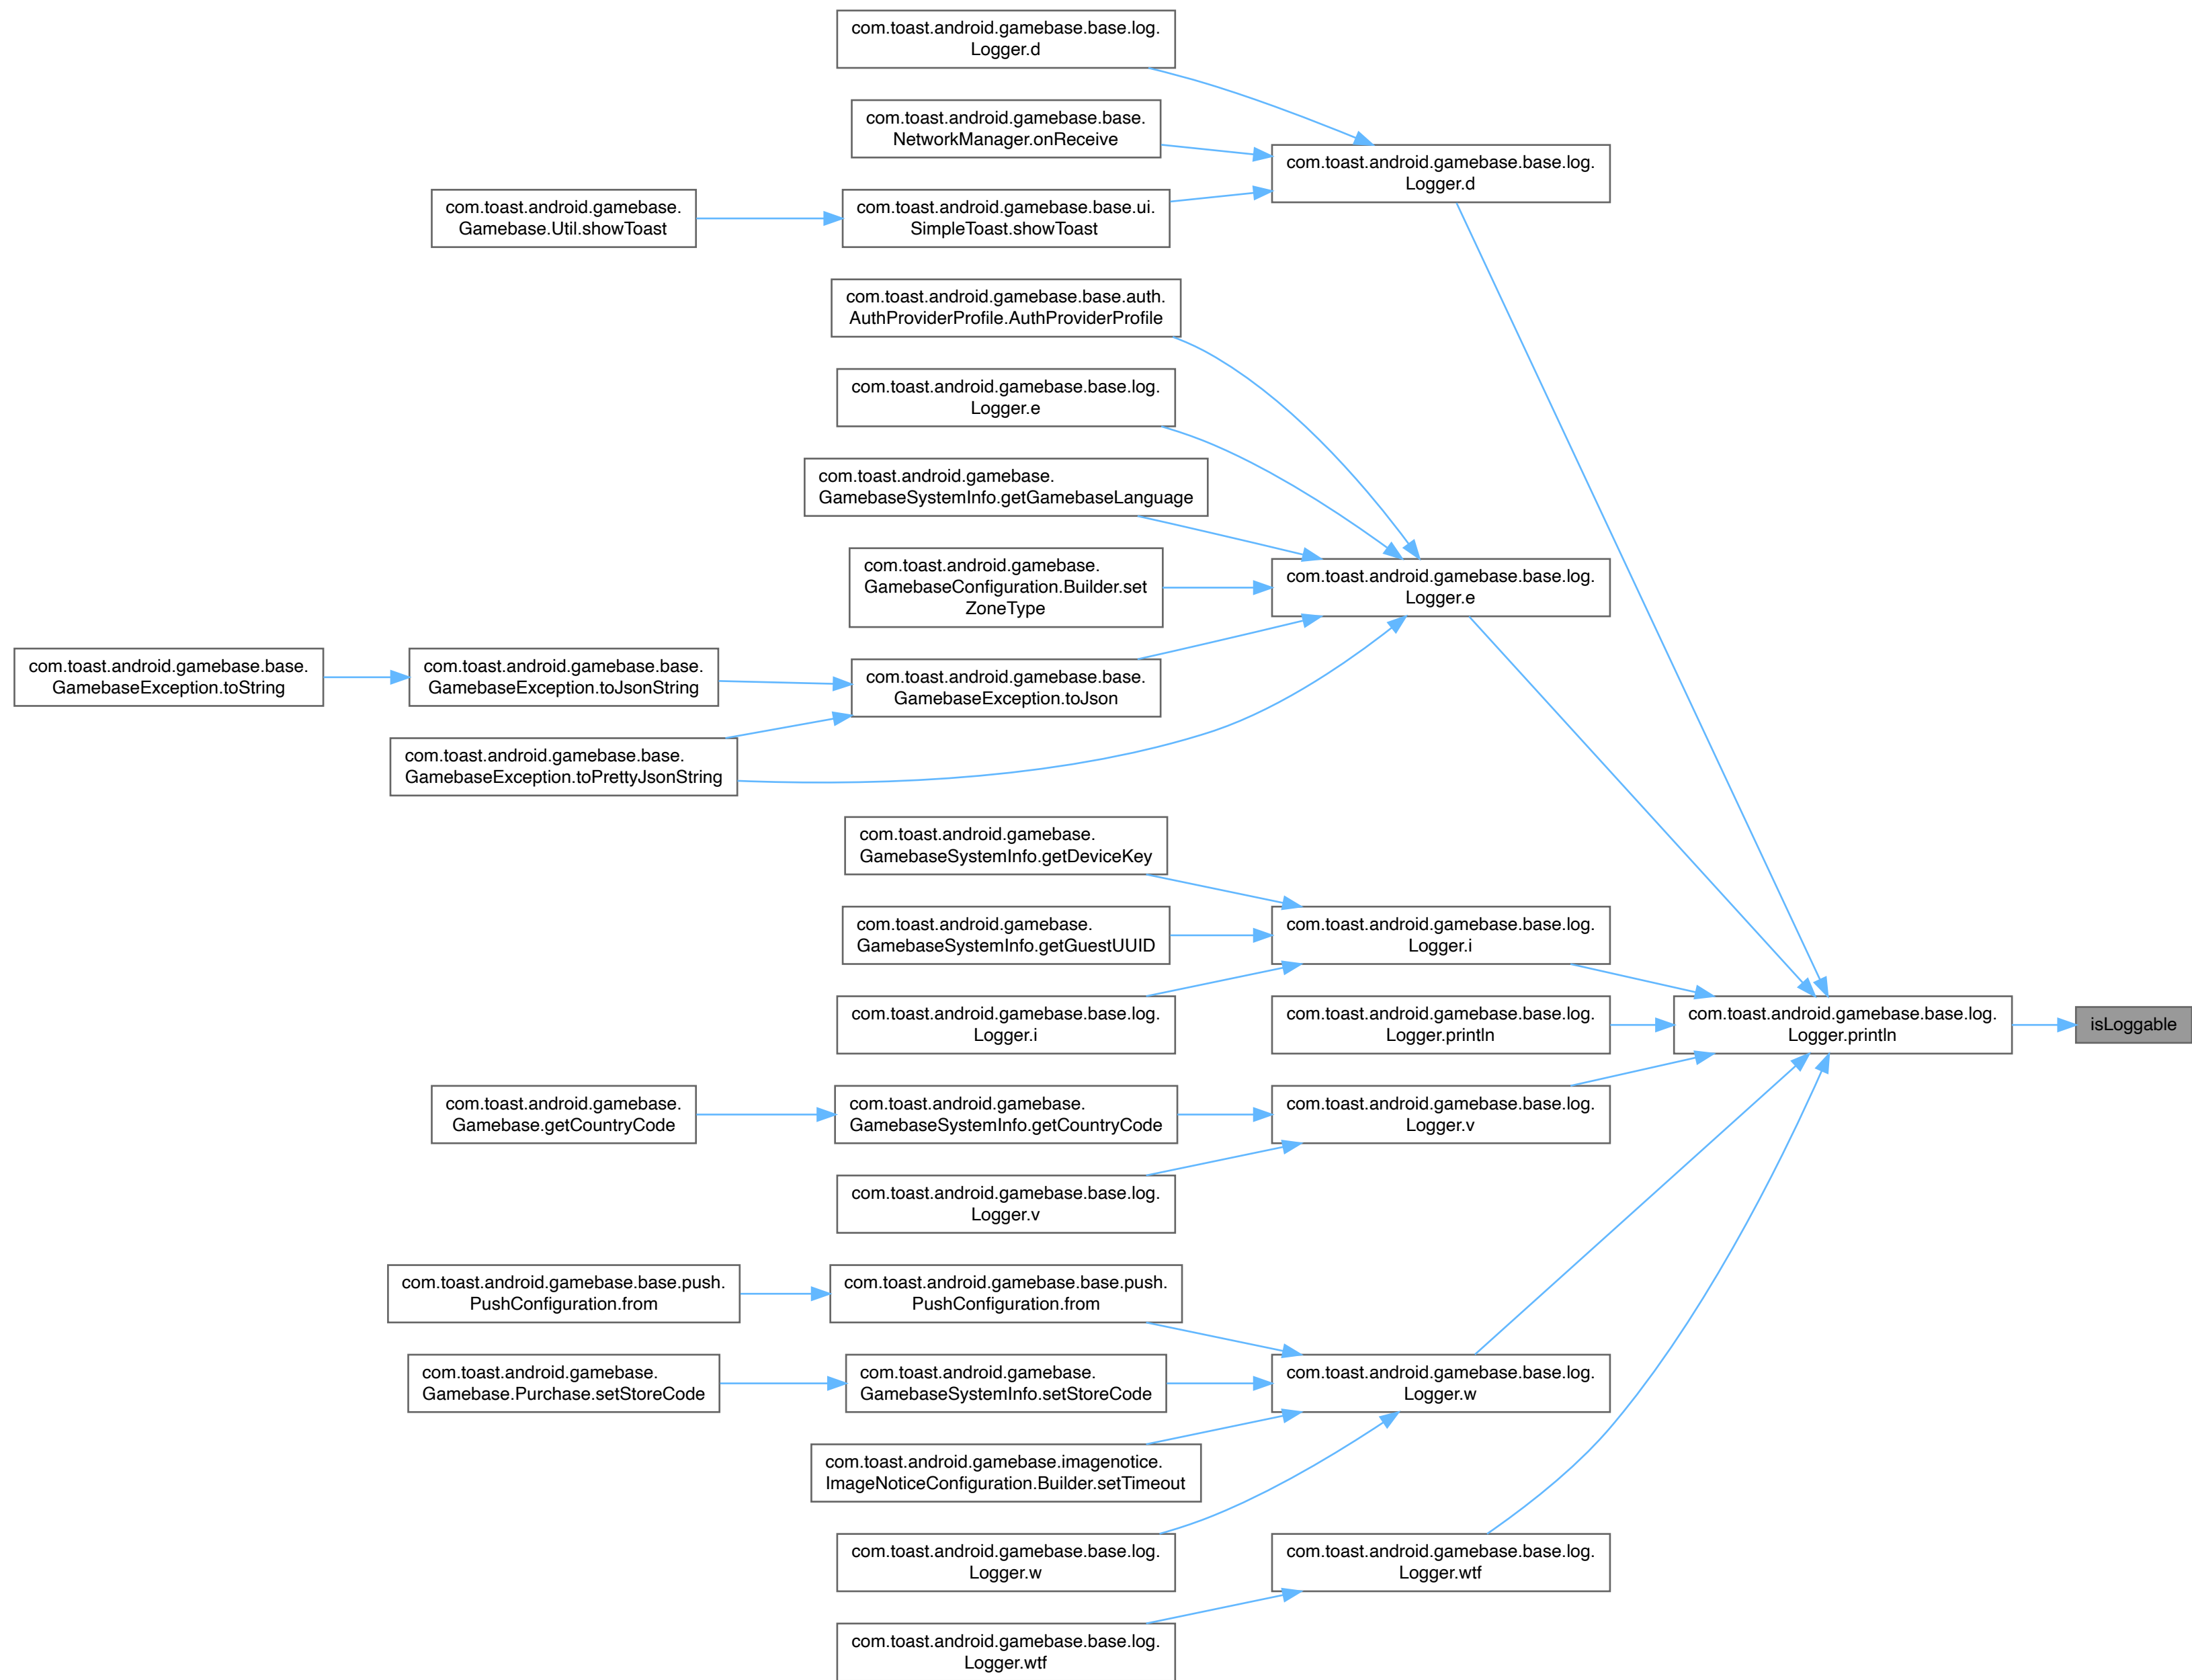 com.toast.android.gamebase.base.log.
Logger.d
com.toast.android.gamebase.base.
NetworkManager.onReceive
com.toast.android.gamebase.base.log.
Logger.d
com.toast.android.gamebase.
Gamebase.Util.showToast
com.toast.android.gamebase.base.ui.
SimpleToast.showToast
com.toast.android.gamebase.base.auth.
AuthProviderProfile.AuthProviderProfile
com.toast.android.gamebase.base.log.
Logger.e
com.toast.android.gamebase.
GamebaseSystemInfo.getGamebaseLanguage
com.toast.android.gamebase.
GamebaseConfiguration.Builder.set
ZoneType
com.toast.android.gamebase.base.log.
Logger.e
com.toast.android.gamebase.base.
GamebaseException.toString
com.toast.android.gamebase.base.
GamebaseException.toJsonString
com.toast.android.gamebase.base.
GamebaseException.toJson
com.toast.android.gamebase.base.
GamebaseException.toPrettyJsonString
com.toast.android.gamebase.
GamebaseSystemInfo.getDeviceKey
com.toast.android.gamebase.
GamebaseSystemInfo.getGuestUUID
com.toast.android.gamebase.base.log.
Logger.i
com.toast.android.gamebase.base.log.
Logger.i
com.toast.android.gamebase.base.log.
Logger.println
com.toast.android.gamebase.base.log.
Logger.println
isLoggable
com.toast.android.gamebase.
Gamebase.getCountryCode
com.toast.android.gamebase.
GamebaseSystemInfo.getCountryCode
com.toast.android.gamebase.base.log.
Logger.v
com.toast.android.gamebase.base.log.
Logger.v
com.toast.android.gamebase.base.push.
PushConfiguration.from
com.toast.android.gamebase.base.push.
PushConfiguration.from
com.toast.android.gamebase.
Gamebase.Purchase.setStoreCode
com.toast.android.gamebase.
GamebaseSystemInfo.setStoreCode
com.toast.android.gamebase.base.log.
Logger.w
com.toast.android.gamebase.imagenotice.
ImageNoticeConfiguration.Builder.setTimeout
com.toast.android.gamebase.base.log.
Logger.w
com.toast.android.gamebase.base.log.
Logger.wtf
com.toast.android.gamebase.base.log.
Logger.wtf